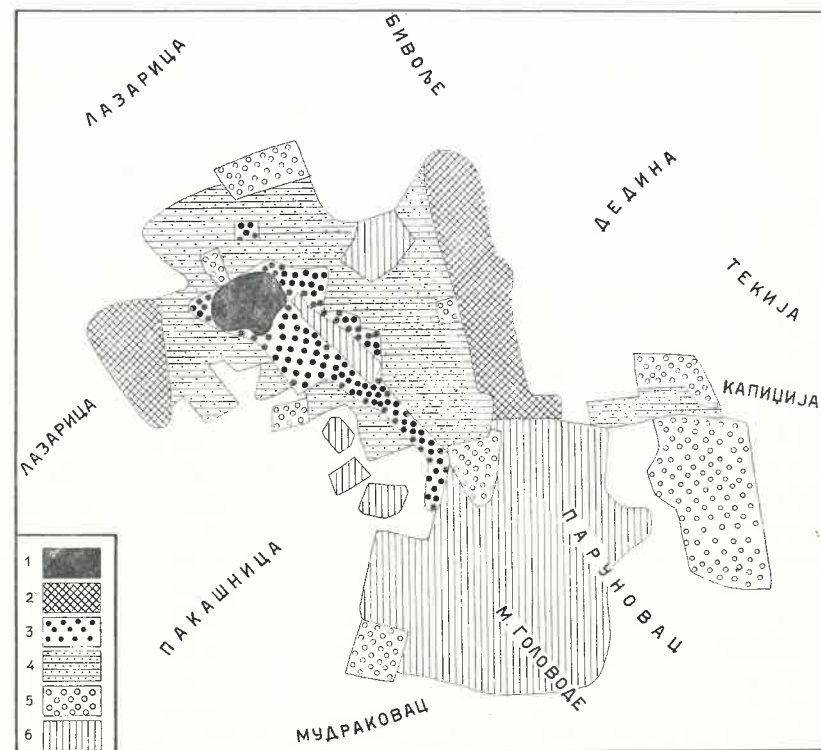 ЛАЗАРИЦА
БИВОЉЕ
ДЕДИНА
ТЕКИЈА
КАПИЏИЈА
ЛАЗАРИЦА
ПАРУНОВАЦ
М. ГОЛОВОДЕ
ПАКАШНИЦА
МУДРАКОВАЦ
1
2
3
4
5
6